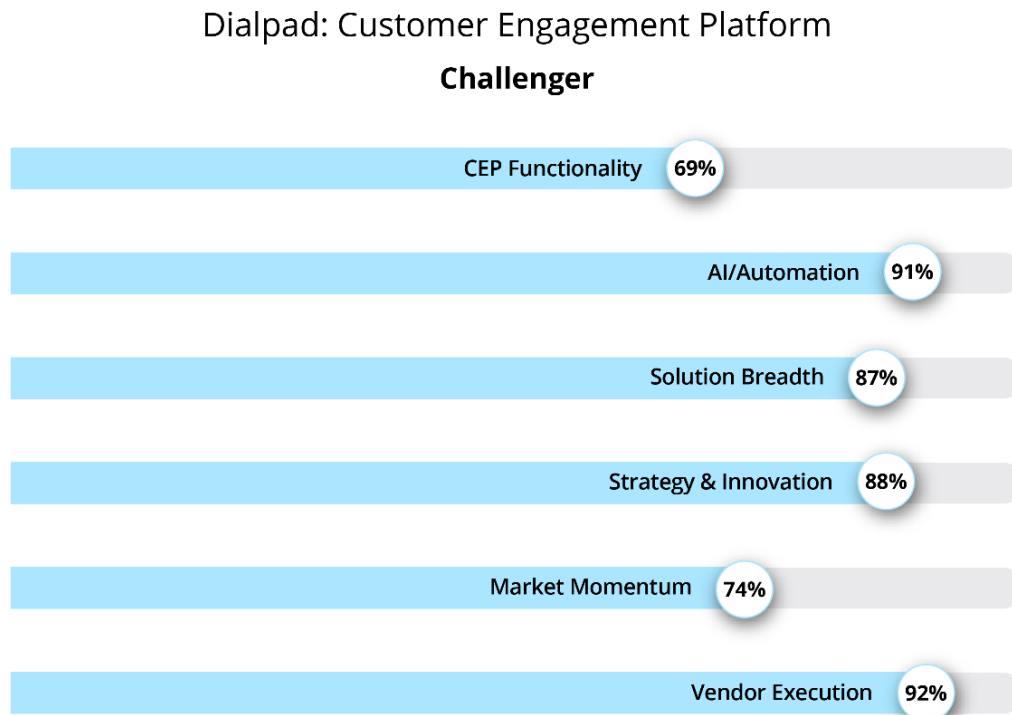 Dialpad: Customer Engagement Platform
Challenger
CEP Functionality 69%
AI/Automation 91%
Solution Breadth 87%
Strategy & Innovation 88%
Market Momentum 74%
Vendor Execution 92%